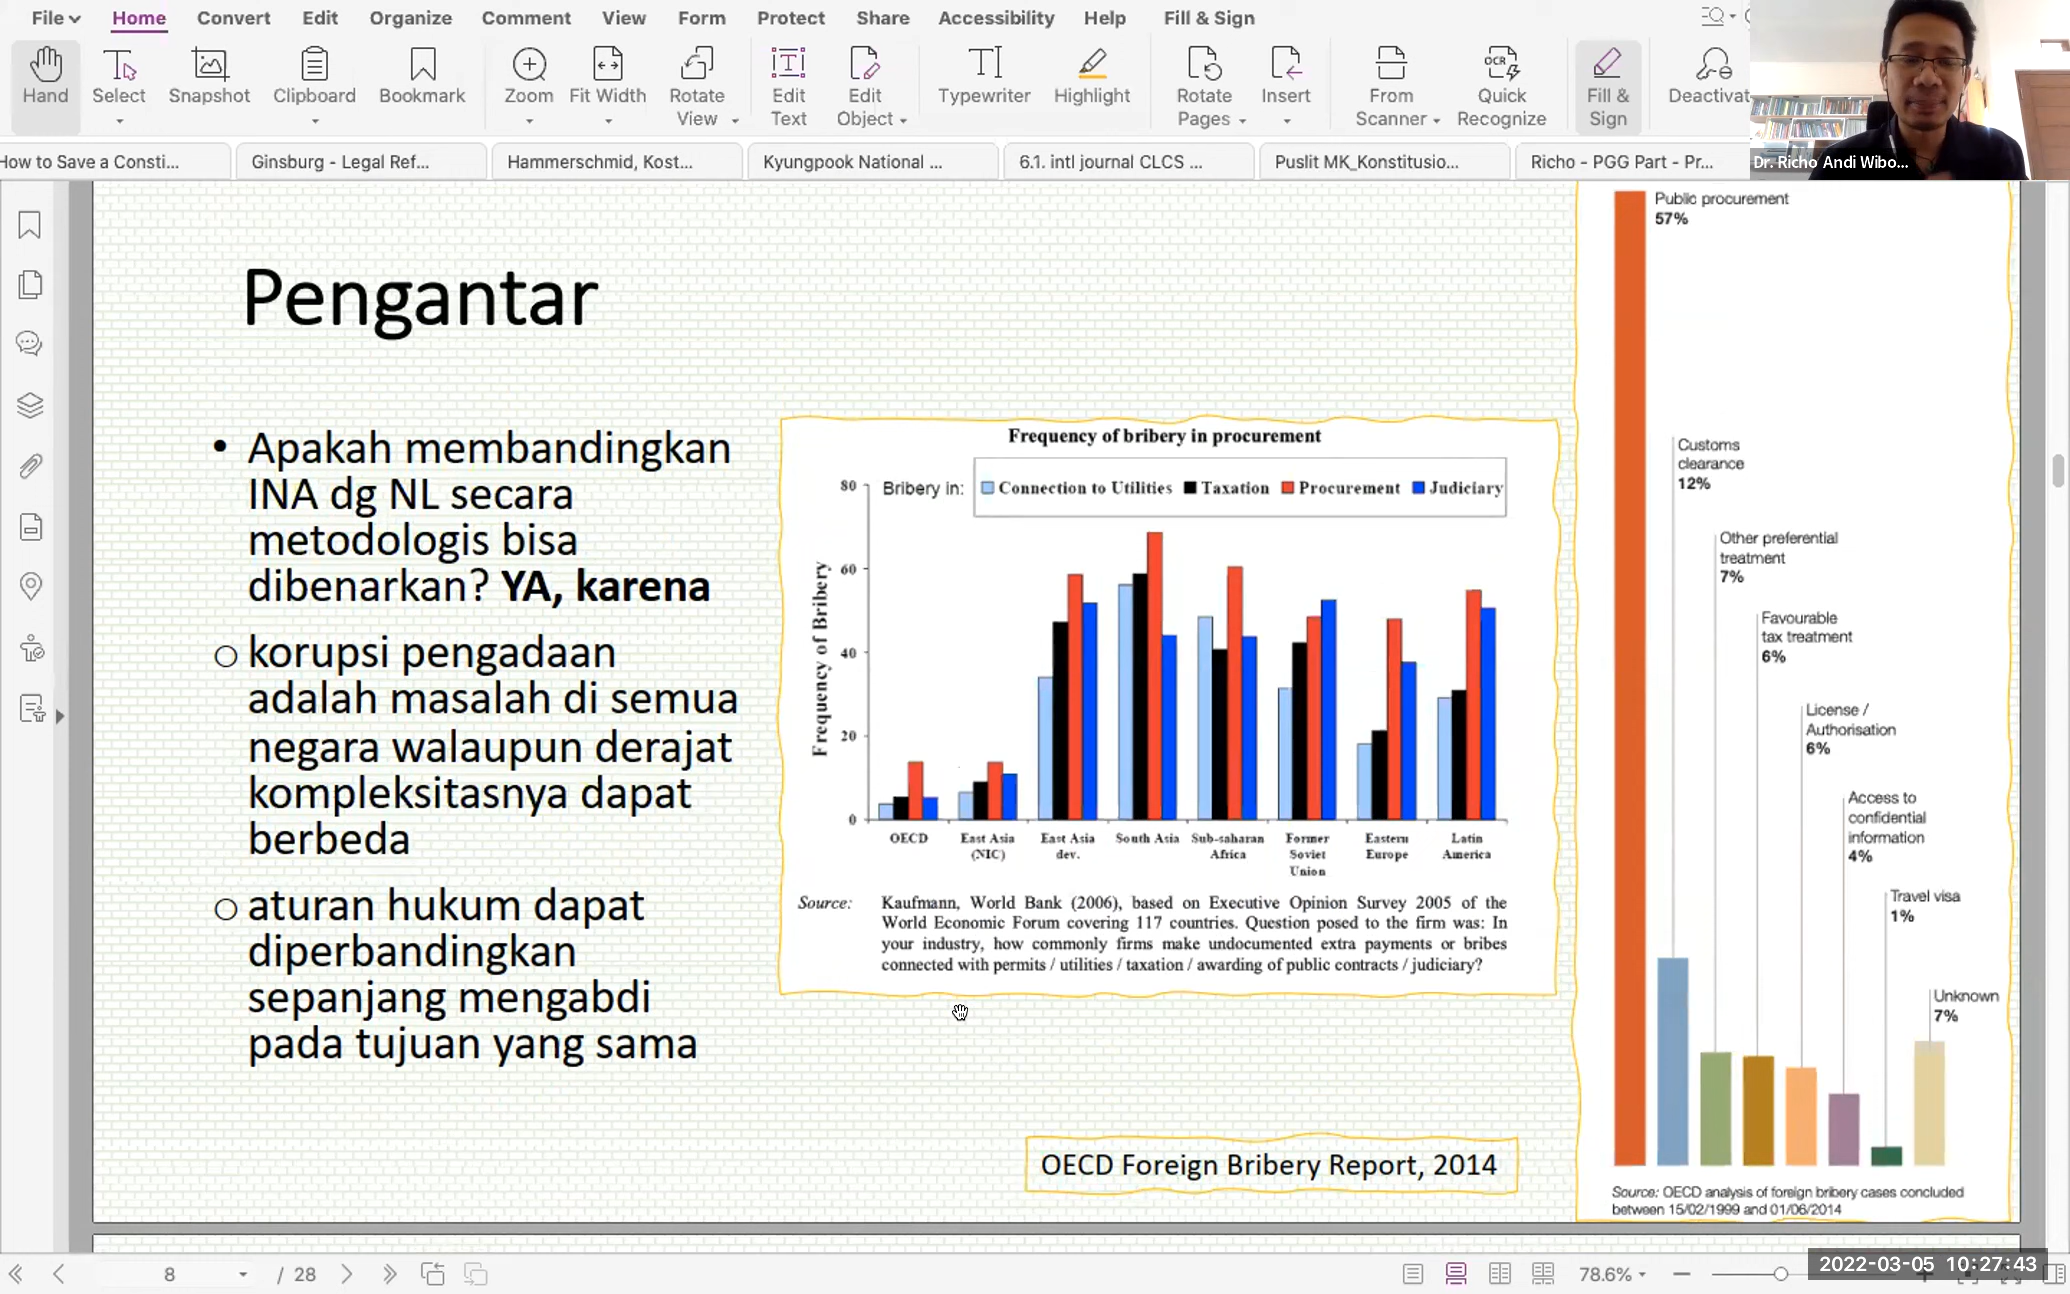 File Home Convert Edit Organize Comment View Form Protect Share Accessibility Help Fill & Sign
Hand Select Snapshot Clipboard Bookmark Zoom Fit Width Rotate View Edit Text Edit Object Typewriter Highlight Rotate Pages Insert From Scanner Quick Recognize Fill & Sign Deactivat
How to Save a Consti... Ginsburg - Legal Ref... Hammerschmid, Kost... Kyungpook National ... 6.1. intl journal CLCS ... Puslit MK_Konstitusio... Richo - PGG Part - Pr...
Dr. Richo Andi Wibo...
Pengantar
• Apakah membandingkan
INA dg NL secara
metodologis bisa
dibenarkan? YA, karena
o korupsi pengadaan
adalah masalah di semua
negara walaupun derajat
kompleksitasnya dapat
berbeda
o aturan hukum dapat
diperbandingkan
sepanjang mengabdi
pada tujuan yang sama
Frequency of bribery in procurement
Bribery in: Connection to Utilities Taxation Procurement Judiciary
Frequency of Bribery
80
60
40
20
0
OECD
East Asia
(NIC)
East Asia
dev.
South Asia
Sub-saharan
Africa
Former
Soviet
Union
Eastern
Europe
Latin
America
Source: Kaufmann, World Bank (2006), based on Executive Opinion Survey 2005 of the
World Economic Forum covering 117 countries. Question posed to the firm was: In
your industry, how commonly firms make undocumented extra payments or bribes
connected with permits / utilities / taxation / awarding of public contracts / judiciary?
OECD Foreign Bribery Report, 2014
Public procurement
57%
Customs
clearance
12%
Other preferential
treatment
7%
Favourable
tax treatment
6%
License /
Authorisation
6%
Access to
confidential
information
4%
Travel visa
1%
Unknown
7%
Source: OECD analysis of foreign bribery cases concluded
between 15/02/1999 and 01/06/2014
8 / 28
78.6%
2022-03-05 10:27:43